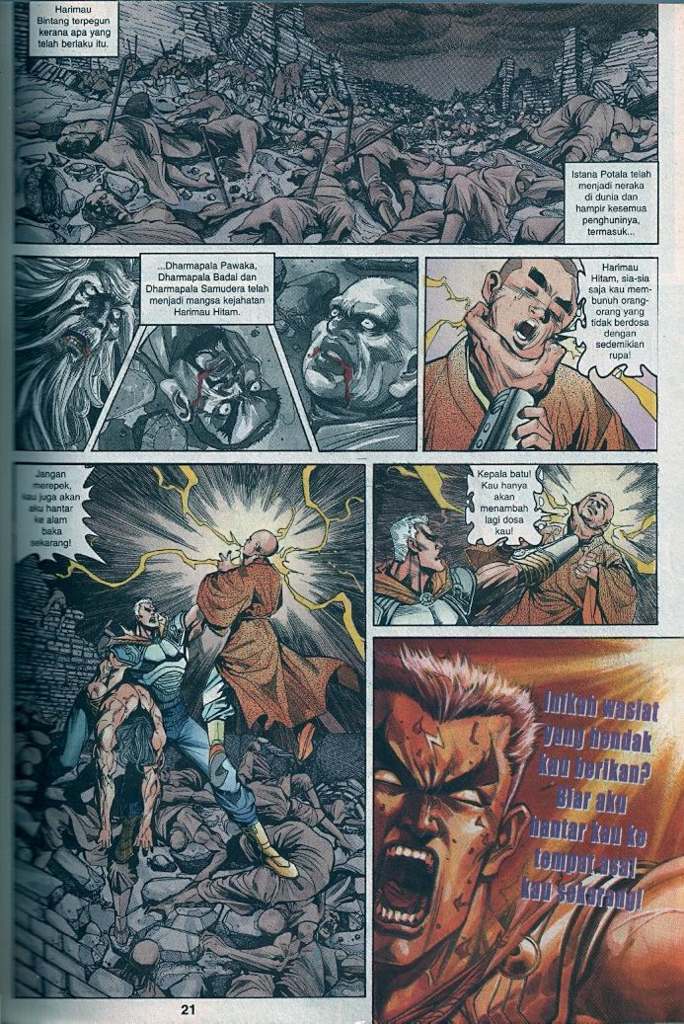 Harimau
Bintang terpegun
kerana apa yang
telah berlaku itu.
Istana Potala telah
menjadi neraka
di dunia dan
hampir kesemua
penghuninya,
termasuk...
...Dharmapala Pawaka,
Dharmapala Badai dan
Dharmapala Samudera telah
menjadi mangsa kejahatan
Harimau Hitam.
Harimau
Hitam, sia-sia
saja kau mem-
bunuh orang-
orang yang
tidak berdosa
dengan
sedemikian
rupa!
Jangan
merepek,
kau juga akan
aku hantar
ke alam
baka
sekarang!
Kepala batu!
Kau hanya
akan
menambah
lagi dosa
kau!
Inikah wasiat
yang hendak
kau berikan?
Biar aku
hantar kau ke
tempat asal
kau sekarang!
21